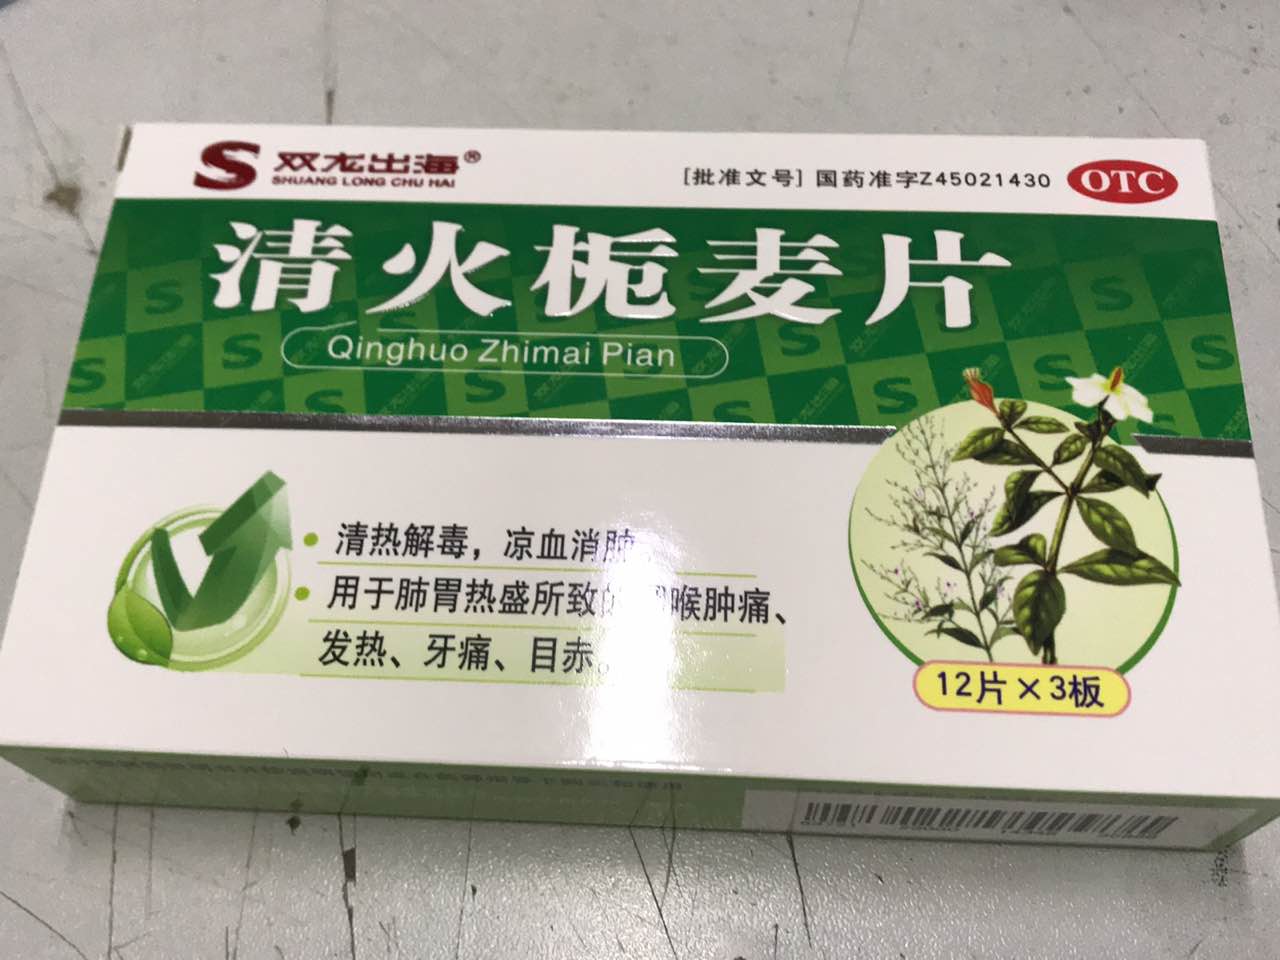 S 双龙出海®
SHUANG LONG CHU HAI
[批准文号] 国药准字Z45021430
OTC
清火栀麦片
Qinghuo Zhimai Pian
清热解毒，凉血消肿
用于肺胃热盛所致的 喉肿痛、
发热、牙痛、目赤。
12片×3板